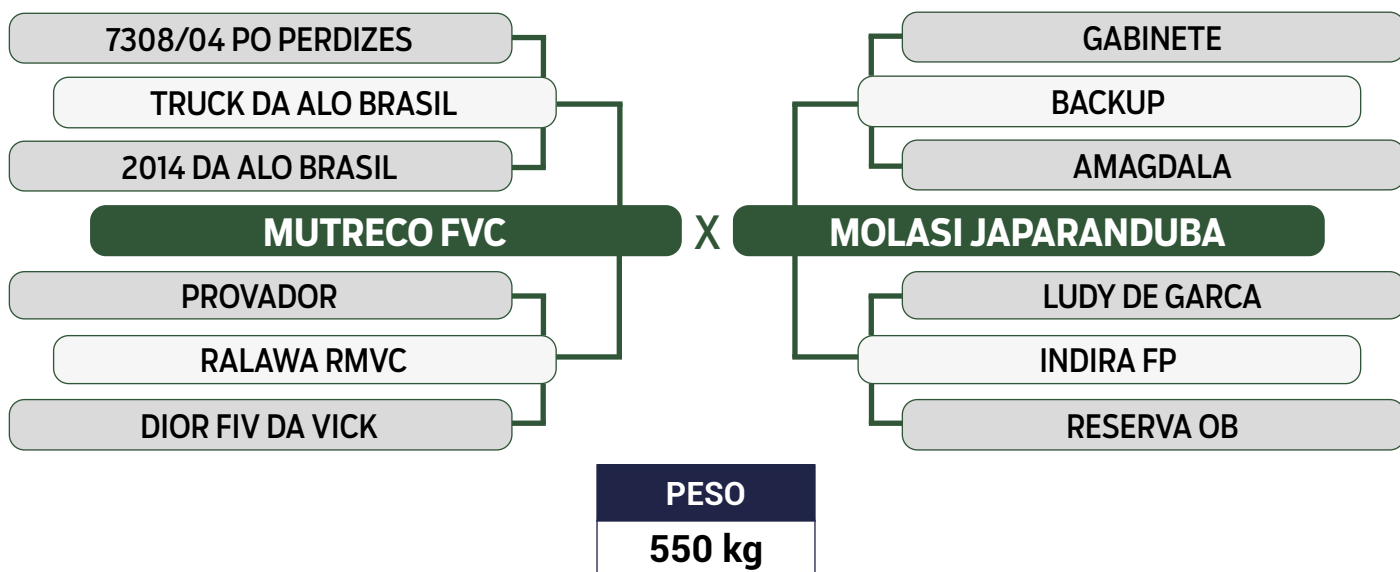 7308/04 PO PERDIZES
TRUCK DA ALO BRASIL
2014 DA ALO BRASIL
MUTRECO FVC
PROVADOR
RALAWA RMVC
DIOR FIV DA VICK
X
GABINETE
BACKUP
AMAGDALA
MOLASI JAPARANDUBA
LUDY DE GARCA
INDIRA FP
RESERVA OB
PESO
550 kg